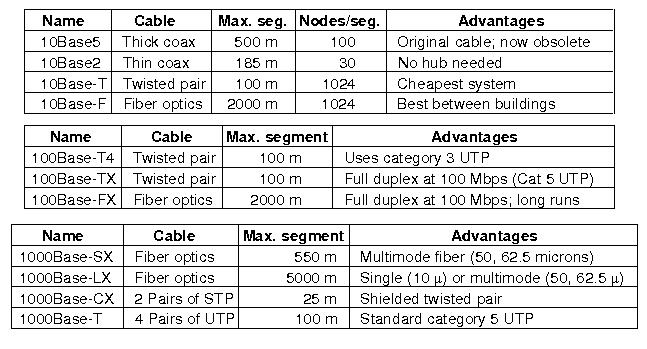 Name Cable Max. seg. Nodes/seg. Advantages
10Base5 Thick coax 500 m 100 Original cable; now obsolete
10Base2 Thin coax 185 m 30 No hub needed
10Base-T Twisted pair 100 m 1024 Cheapest system
10Base-F Fiber optics 2000 m 1024 Best between buildings
Name Cable Max. segment Advantages
100Base-T4 Twisted pair 100 m Uses category 3 UTP
100Base-TX Twisted pair 100 m Full duplex at 100 Mbps (Cat 5 UTP)
100Base-FX Fiber optics 2000 m Full duplex at 100 Mbps; long runs
Name Cable Max. segment Advantages
1000Base-SX Fiber optics 550 m Multimode fiber (50, 62.5 microns)
1000Base-LX Fiber optics 5000 m Single (10 μ) or multimode (50, 62.5 μ)
1000Base-CX 2 Pairs of STP 25 m Shielded twisted pair
1000Base-T 4 Pairs of UTP 100 m Standard category 5 UTP